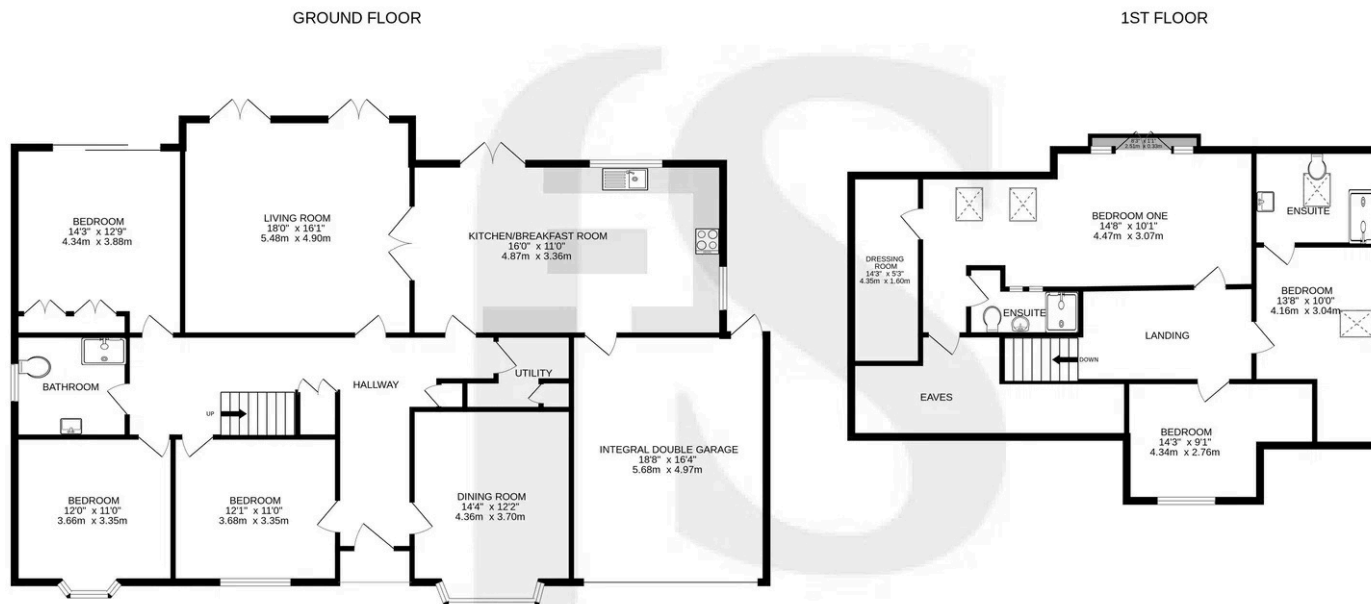 GROUND FLOOR
1ST FLOOR
BEDROOM
14'3" x 12'9"
4.34m x 3.88m
LIVING ROOM
18'0" x 16'1"
5.48m x 4.90m
KITCHEN/BREAKFAST ROOM
16'0" x 11'0"
4.87m x 3.36m
BATHROOM
UP
HALLWAY
UTILITY
BEDROOM
12'0" x 11'0"
3.66m x 3.35m
BEDROOM
12'1" x 11'0"
3.68m x 3.35m
DINING ROOM
14'4" x 12'2"
4.36m x 3.70m
INTEGRAL DOUBLE GARAGE
18'8" x 16'4"
5.68m x 4.97m
BEDROOM ONE
14'8" x 10'1"
4.47m x 3.07m
ENSUITE
DRESSING
ROOM
14'3" x 5'3"
4.35m x 1.60m
ENSUITE
BEDROOM
13'8" x 10'0"
4.16m x 3.04m
LANDING
DOWN
EAVES
BEDROOM
14'3" x 9'1"
4.34m x 2.76m